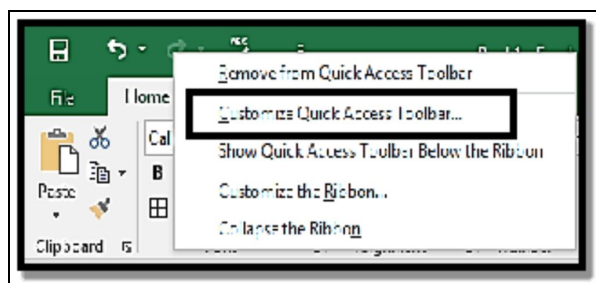 File Home
Remove from Quick Access Toolbar
Customize Quick Access Toolbar...
Show Quick Access Toolbar Below the Ribbon
Customize the Ribbon...
Collapse the Ribbon
Cal
B
Paste
Clipboard